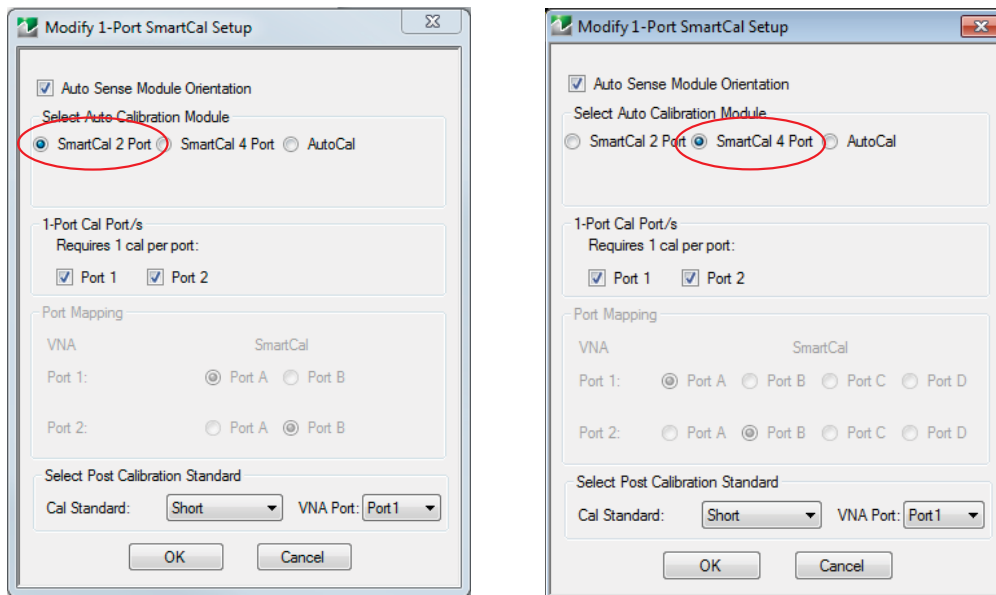 Modify 1-Port SmartCal Setup
Auto Sense Module Orientation
Select Auto Calibration Module
SmartCal 2 Port SmartCal 4 Port AutoCal
1-Port Cal Port/s
Requires 1 cal per port:
Port 1 Port 2
Port Mapping
VNA SmartCal
Port 1: Port A Port B
Port 2: Port A Port B
Select Post Calibration Standard
Cal Standard: Short VNA Port: Port1
OK Cancel
Modify 1-Port SmartCal Setup
Auto Sense Module Orientation
Select Auto Calibration Module
SmartCal 2 Port SmartCal 4 Port AutoCal
1-Port Cal Port/s
Requires 1 cal per port:
Port 1 Port 2
Port Mapping
VNA SmartCal
Port 1: Port A Port B Port C Port D
Port 2: Port A Port B Port C Port D
Select Post Calibration Standard
Cal Standard: Short VNA Port: Port1
OK Cancel